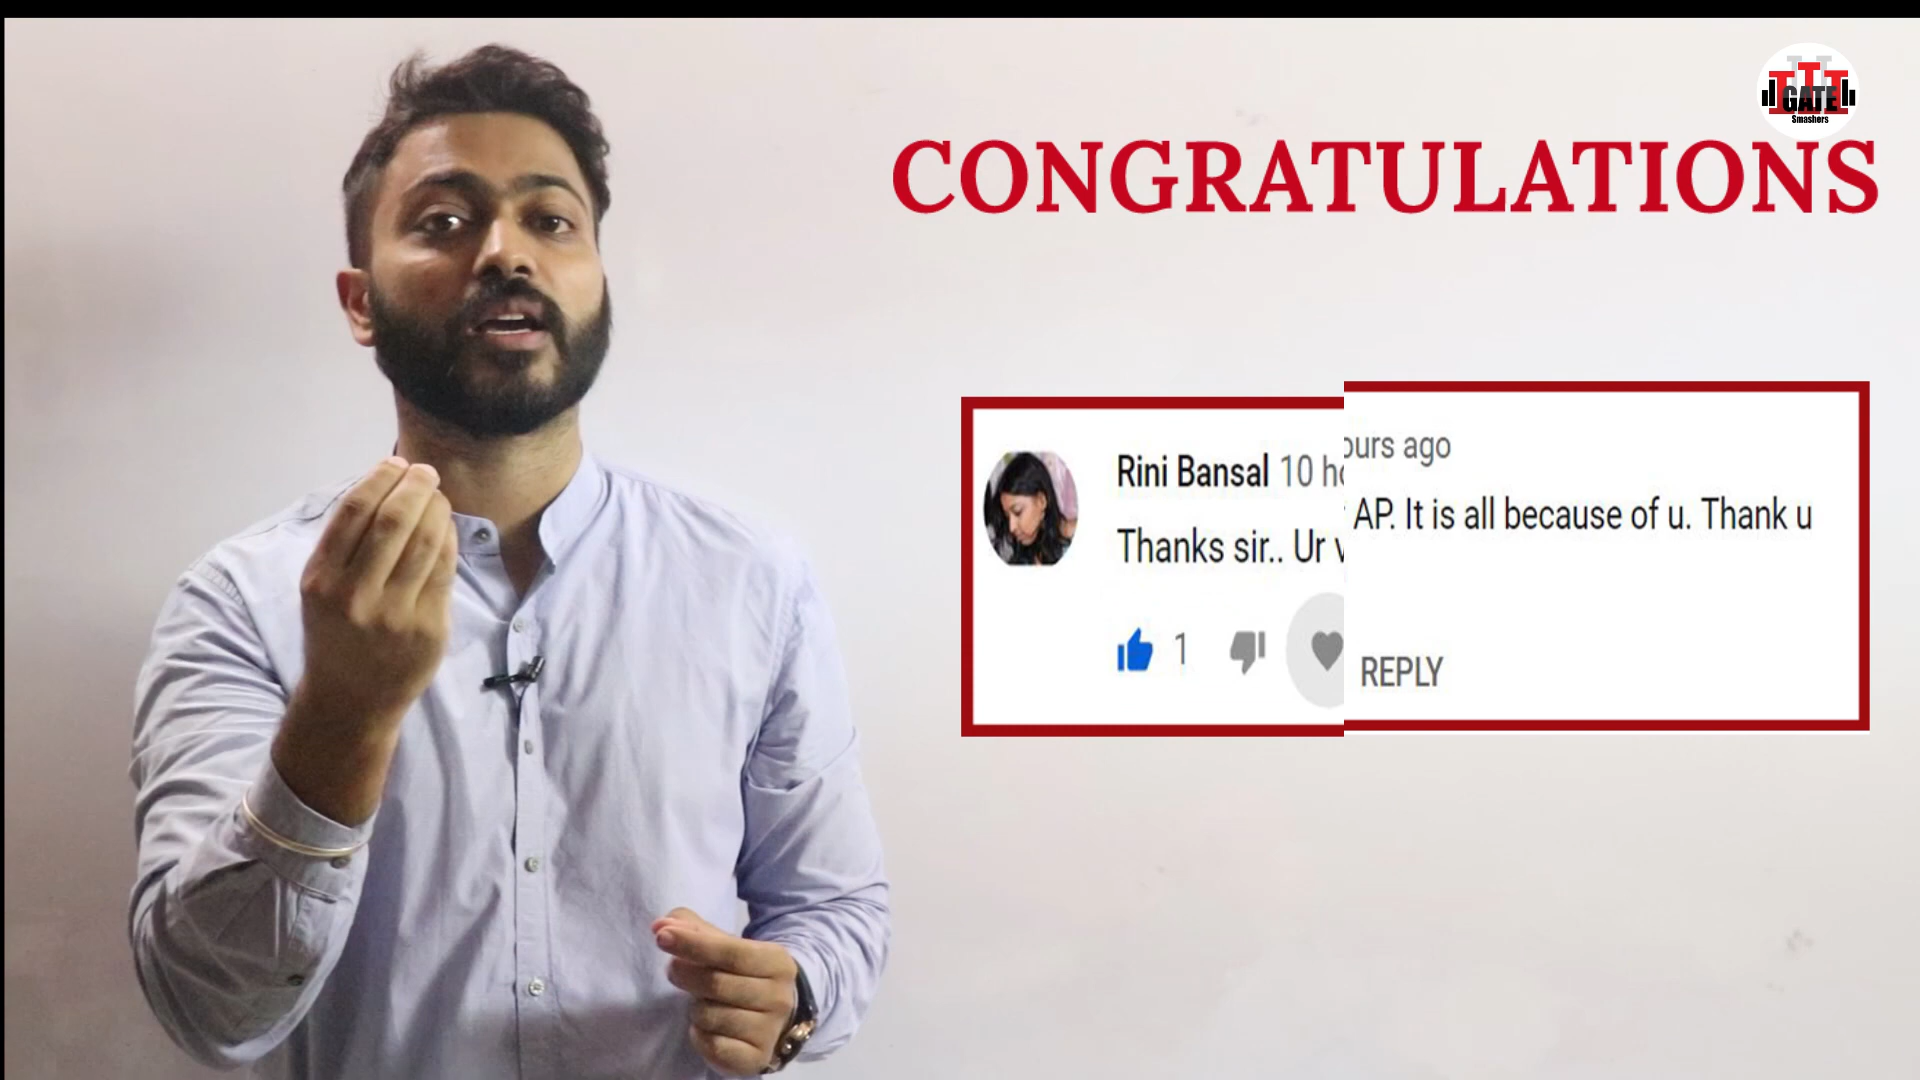 GATE
Smashers
CONGRATULATIONS
Rini Bansal 10 h
ours ago
Thanks sir.. Ur
AP. It is all because of u. Thank u
1
REPLY